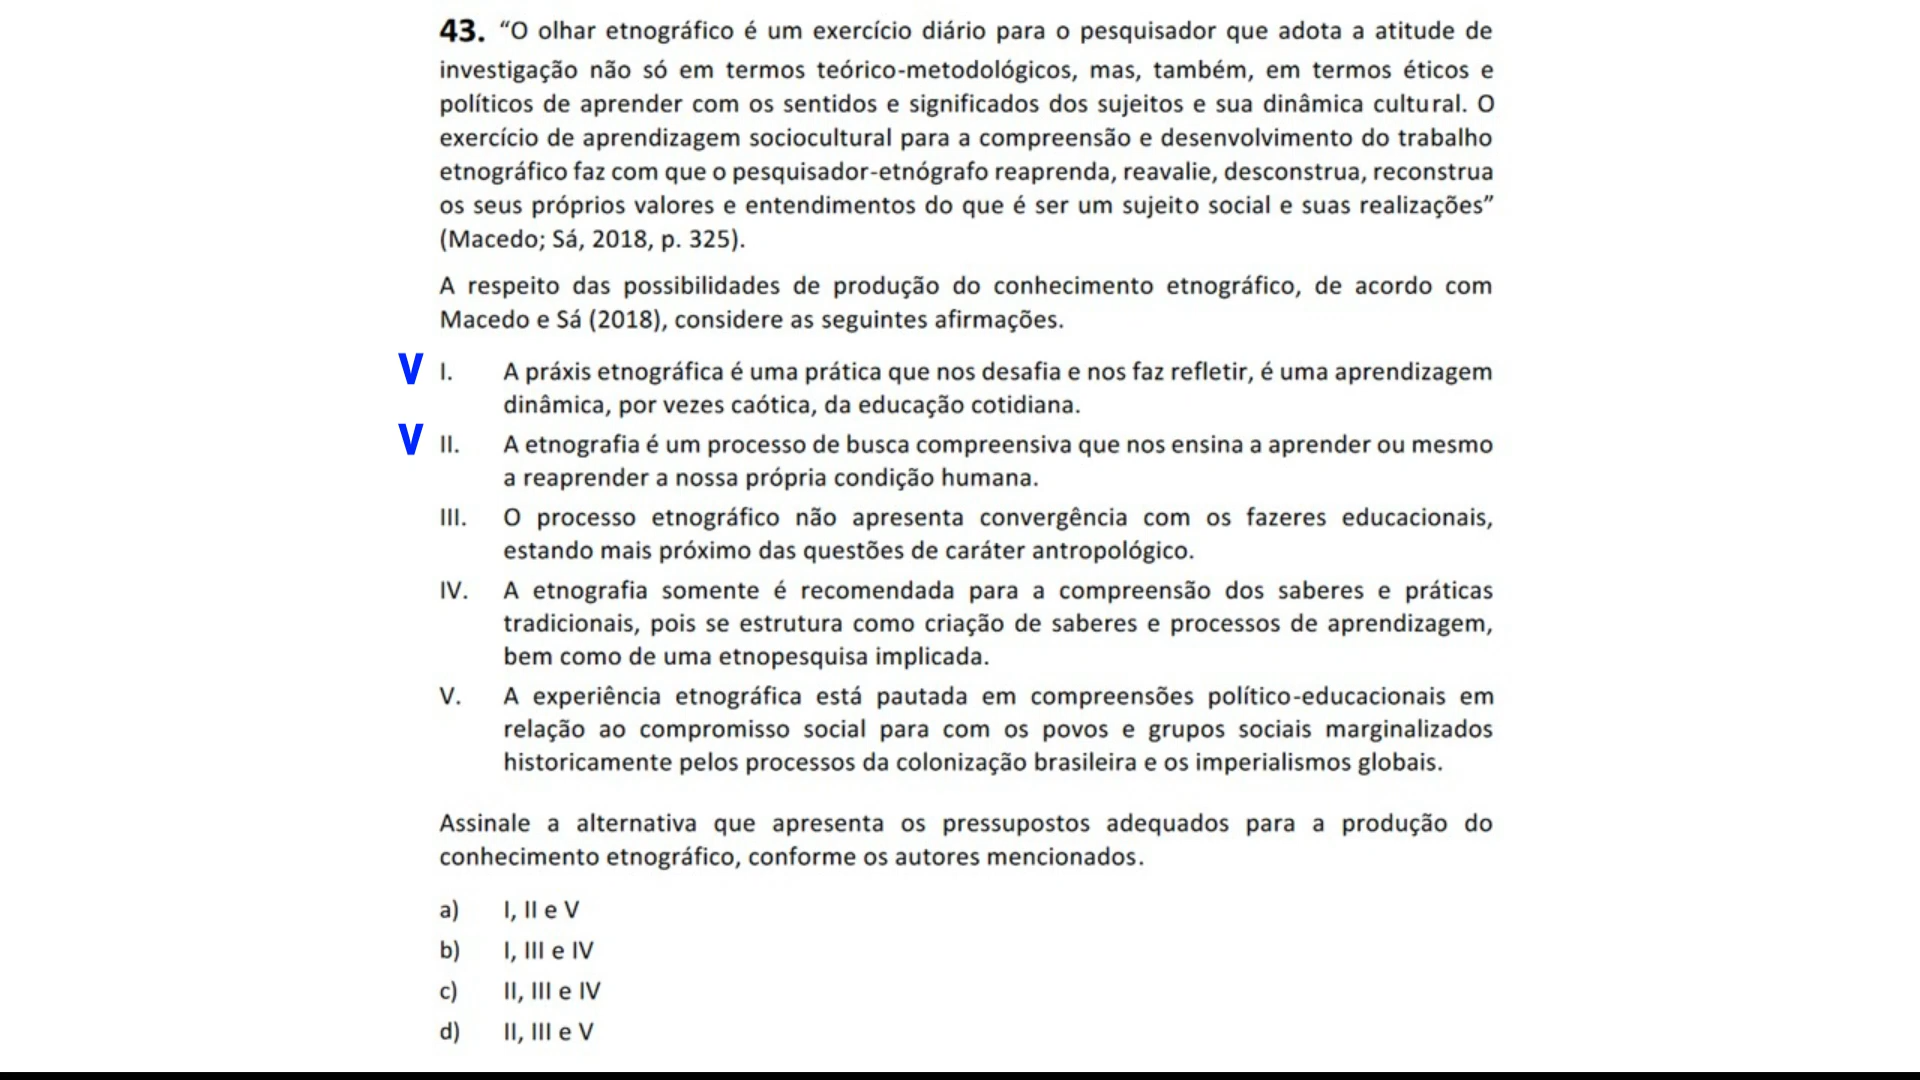 43. “O olhar etnográfico é um exercício diário para o pesquisador que adota a atitude de
investigação não só em termos teórico-metodológicos, mas, também, em termos éticos e
políticos de aprender com os sentidos e significados dos sujeitos e sua dinâmica cultural. O
exercício de aprendizagem sociocultural para a compreensão e desenvolvimento do trabalho
etnográfico faz com que o pesquisador-etnógrafo reaprenda, reavalie, desconstrua, reconstrua
os seus próprios valores e entendimentos do que é ser um sujeito social e suas realizações”
(Macedo; Sá, 2018, p. 325).
A respeito das possibilidades de produção do conhecimento etnográfico, de acordo com
Macedo e Sá (2018), considere as seguintes afirmações.
V I. A práxis etnográfica é uma prática que nos desafia e nos faz refletir, é uma aprendizagem
dinâmica, por vezes caótica, da educação cotidiana.
V II. A etnografia é um processo de busca compreensiva que nos ensina a aprender ou mesmo
a reaprender a nossa própria condição humana.
III. O processo etnográfico não apresenta convergência com os fazeres educacionais,
estando mais próximo das questões de caráter antropológico.
IV. A etnografia somente é recomendada para a compreensão dos saberes e práticas
tradicionais, pois se estrutura como criação de saberes e processos de aprendizagem,
bem como de uma etnopesquisa implicada.
V. A experiência etnográfica está pautada em compreensões político-educacionais em
relação ao compromisso social para com os povos e grupos sociais marginalizados
historicamente pelos processos da colonização brasileira e os imperialismos globais.
Assinale a alternativa que apresenta os pressupostos adequados para a produção do
conhecimento etnográfico, conforme os autores mencionados.
a) I, II e V
b) I, III e IV
c) II, III e IV
d) II, III e V